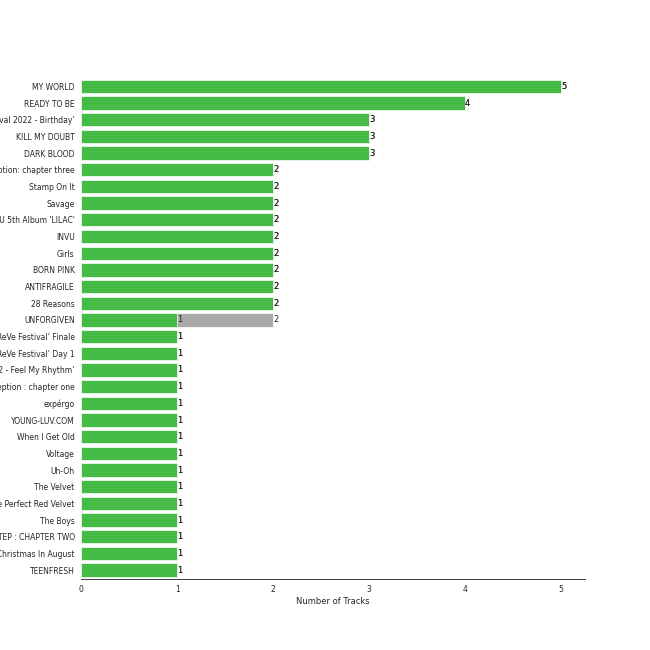 MY WORLD 5
READY TO BE 4
val 2022 - Birthday' 3
KILL MY DOUBT 3
DARK BLOOD 3
ption: chapter three 2
Stamp On It 2
Savage 2
U 5th Album 'LILAC' 2
INVU 2
Girls 2
BORN PINK 2
ANTIFRAGILE 2
28 Reasons 2
UNFORGIVEN 1 2
ReVe Festival' Finale 1
ReVe Festival' Day 1 1
2 - Feel My Rhythm' 1
eption : chapter one 1
expérgo 1
YOUNG-LUV.COM 1
When I Get Old 1
Voltage 1
Uh-Oh 1
The Velvet 1
e Perfect Red Velvet 1
The Boys 1
TEP : CHAPTER TWO 1
Christmas In August 1
TEENFRESH 1
0 1 2 3 4 5
Number of Tracks